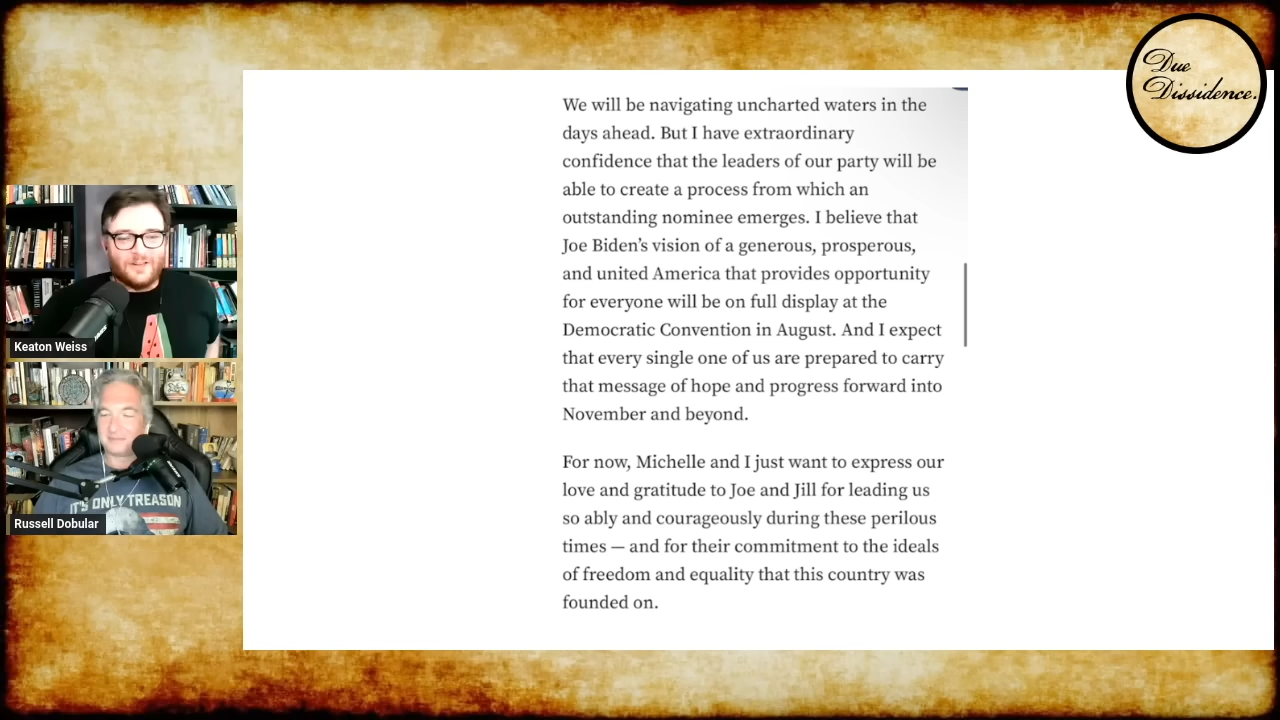 Due
Dissidence.
We will be navigating uncharted waters in the
days ahead. But I have extraordinary
confidence that the leaders of our party will be
able to create a process from which an
outstanding nominee emerges. I believe that
Joe Biden’s vision of a generous, prosperous,
and united America that provides opportunity
for everyone will be on full display at the
Democratic Convention in August. And I expect
that every single one of us are prepared to carry
that message of hope and progress forward into
November and beyond.
For now, Michelle and I just want to express our
love and gratitude to Joe and Jill for leading us
so ably and courageously during these perilous
times — and for their commitment to the ideals
of freedom and equality that this country was
founded on.
Keaton Weiss
IT'S ONLY TREASON
Russell Dobular